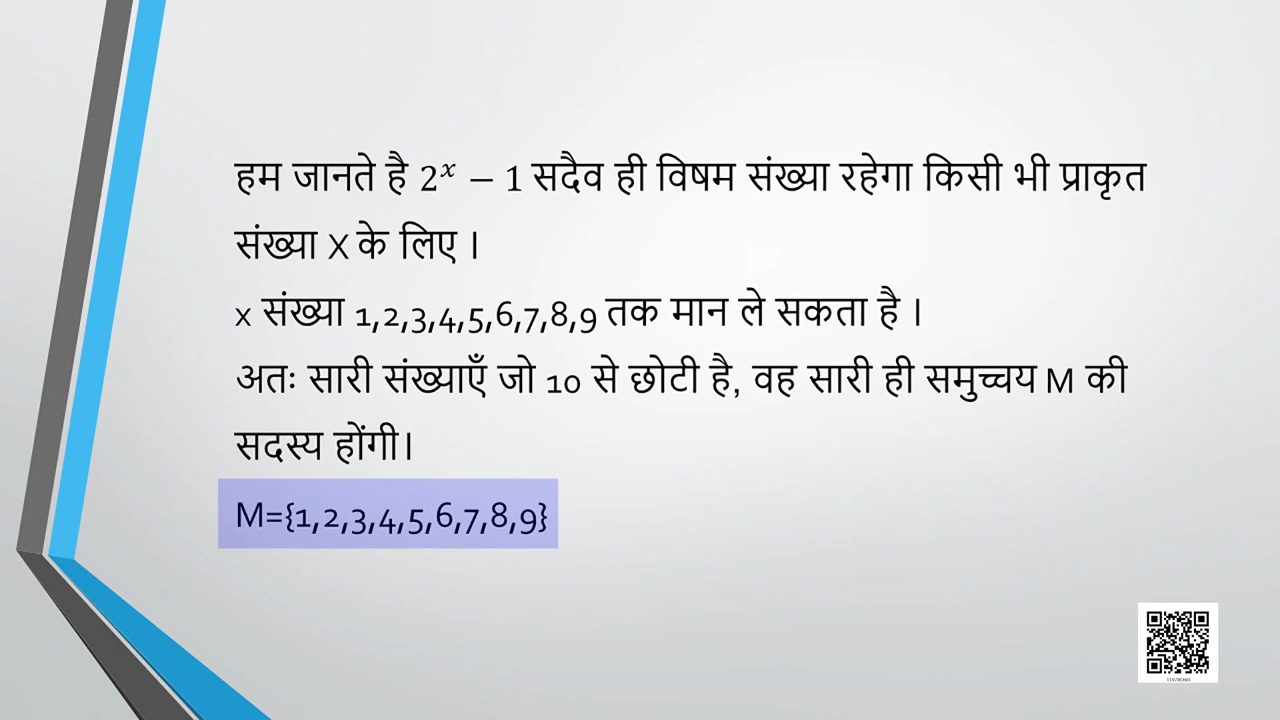 हम जानते है 2^x − 1 सदैव ही विषम संख्या रहेगा किसी भी प्राकृत
संख्या X के लिए ।
x संख्या 1,2,3,4,5,6,7,8,9 तक मान ले सकता है ।
अतः सारी संख्याएँ जो 10 से छोटी है, वह सारी ही समुच्चय M की
सदस्य होंगी।
M={1,2,3,4,5,6,7,8,9}